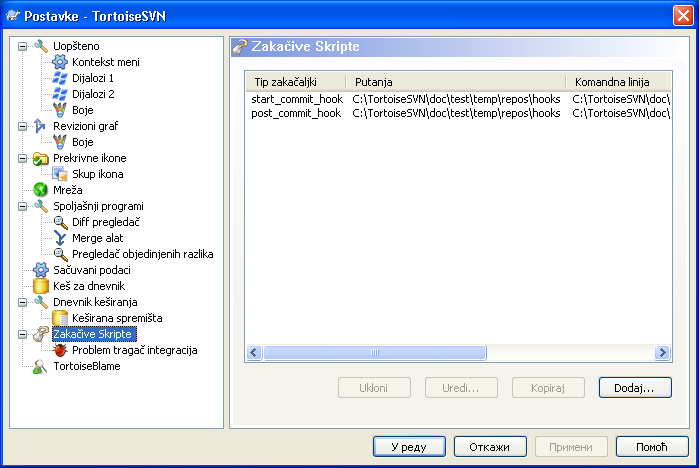 Postavke - TortoiseSVN
Uopšteno
Kontekst meni
Dijalozi 1
Dijalozi 2
Boje
Revizioni graf
Boje
Prekrivne ikone
Skup ikona
Mreža
Spoljašnji programi
Diff pregledač
Merge alat
Pregledač objedinjenih razlika
Sačuvani podaci
Keš za dnevnik
Dnevnik keširanja
Keširana spremišta
Zakačive Skripte
Problem tragač integracija
TortoiseBlame
Zakačive Skripte
Tip zakačaljki Putanja Komandna linija
start_commit_hook C:\TortoiseSVN\doc\test\temp\repos\hooks C:\TortoiseSVN\doc\
post_commit_hook C:\TortoiseSVN\doc\test\temp\repos\hooks C:\TortoiseSVN\doc\
Ukloni Uredi... Kopiraj Dodaj...
У реду Откажи Примени Помоћ